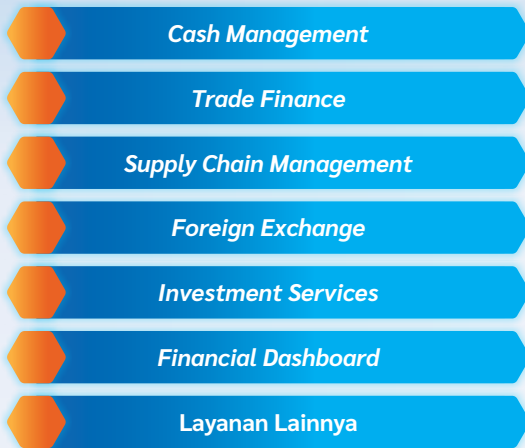 Cash Management
Trade Finance
Supply Chain Management
Foreign Exchange
Investment Services
Financial Dashboard
Layanan Lainnya